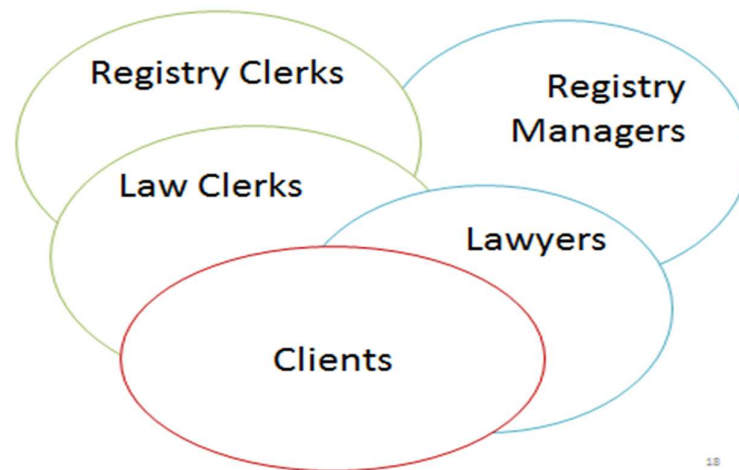 Registry Clerks
Registry
Managers
Law Clerks
Lawyers
Clients
18